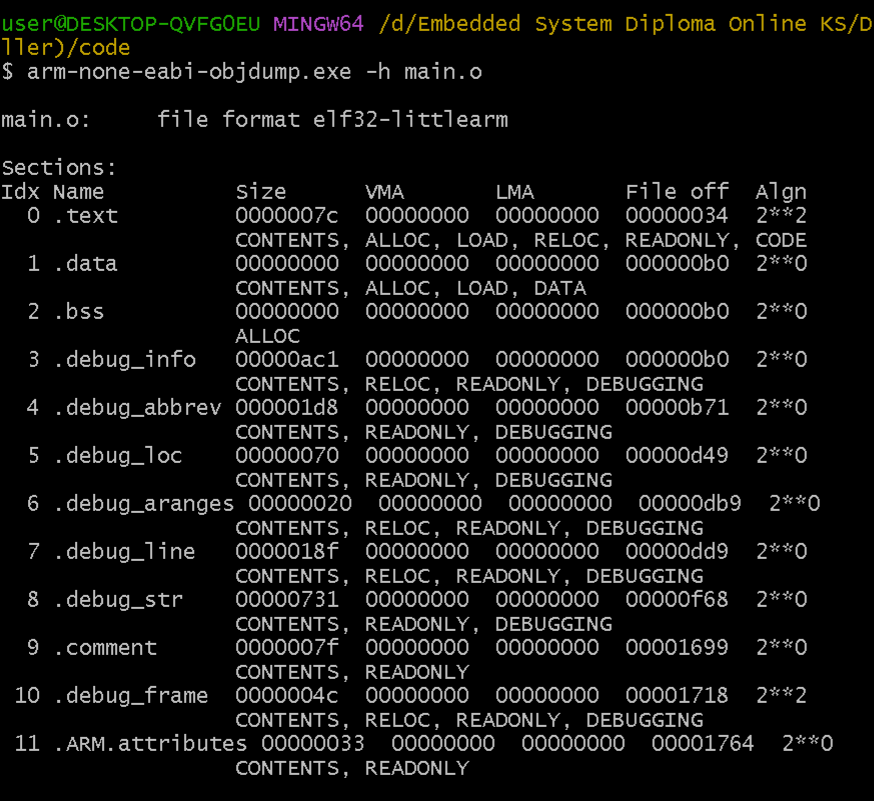 user@DESKTOP-QVFG0EU MINGW64 /d/Embedded System Diploma Online KS/D
ller)/code
$ arm-none-eabi-objdump.exe -h main.o
main.o:     file format elf32-littlearm
Sections:
Idx Name          Size      VMA       LMA       File off  Algn
  0 .text         0000007c  00000000  00000000  00000034  2**2
                  CONTENTS, ALLOC, LOAD, RELOC, READONLY, CODE
  1 .data         00000000  00000000  00000000  000000b0  2**0
                  CONTENTS, ALLOC, LOAD, DATA
  2 .bss          00000000  00000000  00000000  000000b0  2**0
                  ALLOC
  3 .debug_info   00000ac1  00000000  00000000  000000b0  2**0
                  CONTENTS, RELOC, READONLY, DEBUGGING
  4 .debug_abbrev 000001d8  00000000  00000000  00000b71  2**0
                  CONTENTS, READONLY, DEBUGGING
  5 .debug_loc    00000070  00000000  00000000  00000d49  2**0
                  CONTENTS, READONLY, DEBUGGING
  6 .debug_aranges 00000020  00000000  00000000  00000db9  2**0
                  CONTENTS, RELOC, READONLY, DEBUGGING
  7 .debug_line   0000018f  00000000  00000000  00000dd9  2**0
                  CONTENTS, RELOC, READONLY, DEBUGGING
  8 .debug_str    00000731  00000000  00000000  00000f68  2**0
                  CONTENTS, READONLY, DEBUGGING
  9 .comment      0000007f  00000000  00000000  00001699  2**0
                  CONTENTS, READONLY
 10 .debug_frame  0000004c  00000000  00000000  00001718  2**2
                  CONTENTS, RELOC, READONLY, DEBUGGING
 11 .ARM.attributes 00000033  00000000  00000000  00001764  2**0
                  CONTENTS, READONLY